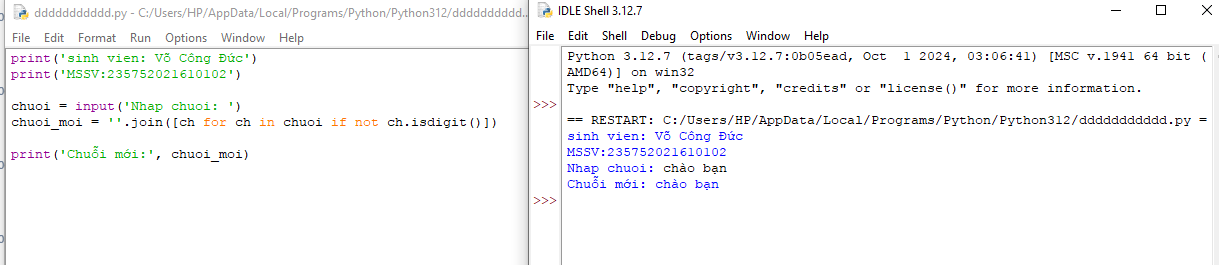 ddddddddddd.py - C:/Users/HP/AppData/Local/Programs/Python/Python312/dddddddddd...
File Edit Format Run Options Window Help
print('sinh vien: Võ Công Đức')
print('MSSV:235752021610102')
chuoi = input('Nhap chuoi: ')
chuoi_moi = ''.join([ch for ch in chuoi if not ch.isdigit()])
print('Chuỗi mới:', chuoi_moi)
IDLE Shell 3.12.7
File Edit Shell Debug Options Window Help
Python 3.12.7 (tags/v3.12.7:0b05ead, Oct  1 2024, 03:06:41) [MSC v.1941 64 bit (
AMD64)] on win32
Type "help", "copyright", "credits" or "license()" for more information.
>>>
== RESTART: C:/Users/HP/AppData/Local/Programs/Python/Python312/ddddddddddd.py =
sinh vien: Võ Công Đức
MSSV:235752021610102
Nhap chuoi: chào bạn
Chuỗi mới: chào bạn
>>>